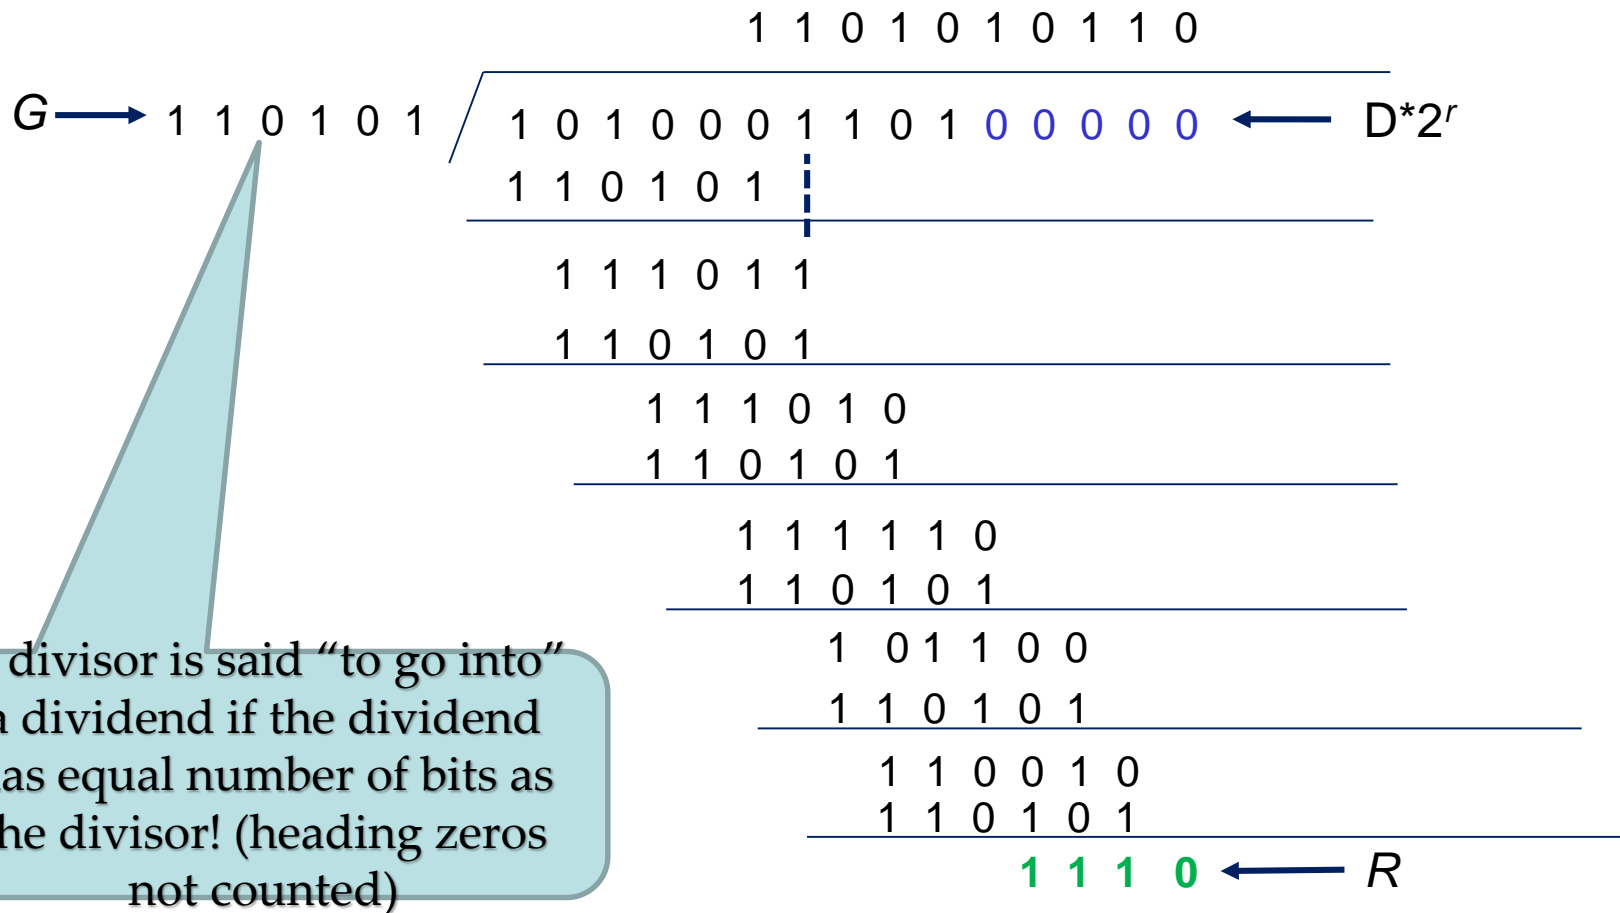 1 1 0 1 0 1 0 1 1 0
G 1 1 0 1 0 1 1 0 1 0 0 0 1 1 0 1 0 0 0 0 0 D*2r
1 1 0 1 0 1
1 1 1 0 1 1
1 1 0 1 0 1
1 1 1 0 1 0
1 1 0 1 0 1
1 1 1 1 1 0
1 1 0 1 0 1
1 0 1 1 0 0
1 1 0 1 0 1
1 1 0 0 1 0
1 1 0 1 0 1
1 1 1 0 R
divisor is said “to go into”
a dividend if the dividend
as equal number of bits as
he divisor! (heading zeros
not counted)